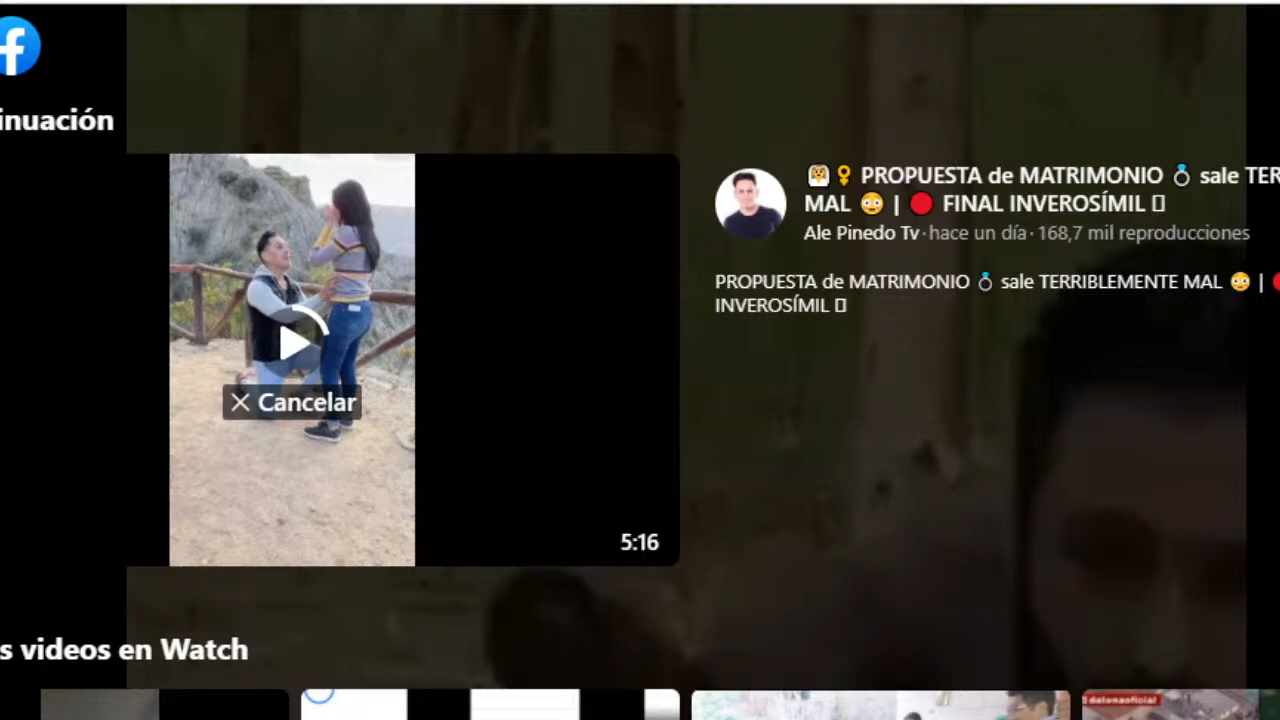 inuación
PROPUESTA de MATRIMONIO 💍 sale TER
MAL 😳 | 🔴 FINAL INVEROSÍMIL
Ale Pinedo Tv · hace un día · 168,7 mil reproducciones
PROPUESTA de MATRIMONIO 💍 sale TERRIBLEMENTE MAL 😳 | 🔴
INVEROSÍMIL
Cancelar
5:16
s videos en Watch
datenaoficial